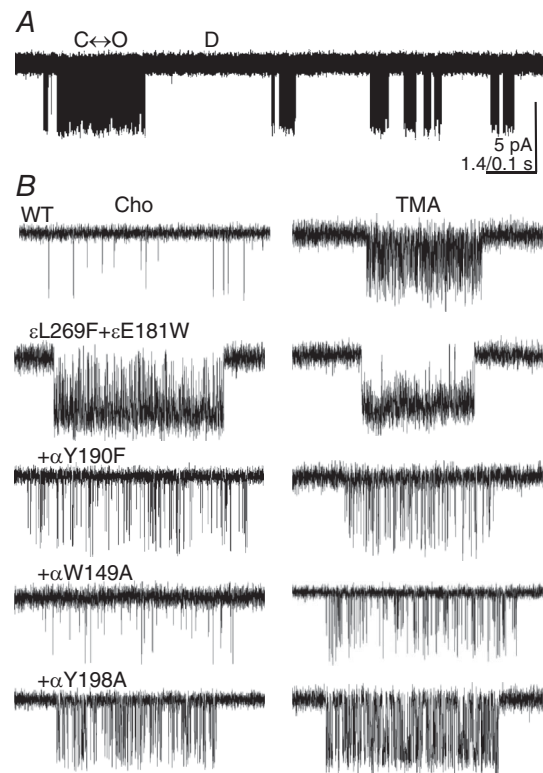 A
C↔O D
5 pA
1.4/0.1 s
B
WT Cho TMA
εL269F+εE181W
+αY190F
+αW149A
+αY198A